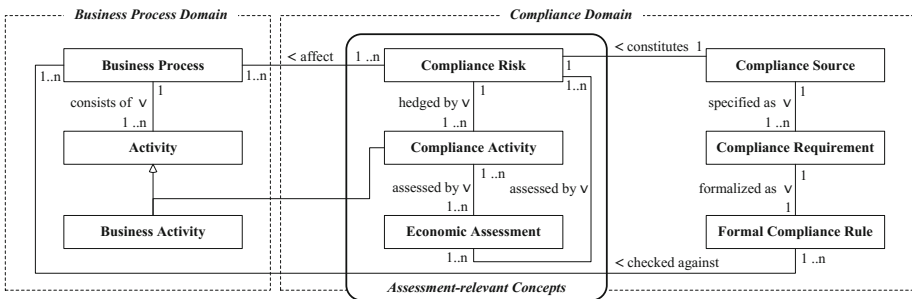 Business Process Domain
Compliance Domain
Business Process
< affect
1 ..n
Compliance Risk
< constitutes 1
Compliance Source
1..n
1
1..n
1
1..n
1
1
consists of v
hedged by v
specified as v
1 ..n
1..n
1..n
Activity
Compliance Activity
Compliance Requirement
1 ..n
1
assessed by v
assessed by v
formalized as v
1..n
1
Business Activity
Economic Assessment
Formal Compliance Rule
1..n
< checked against
1 ..n
Assessment-relevant Concepts